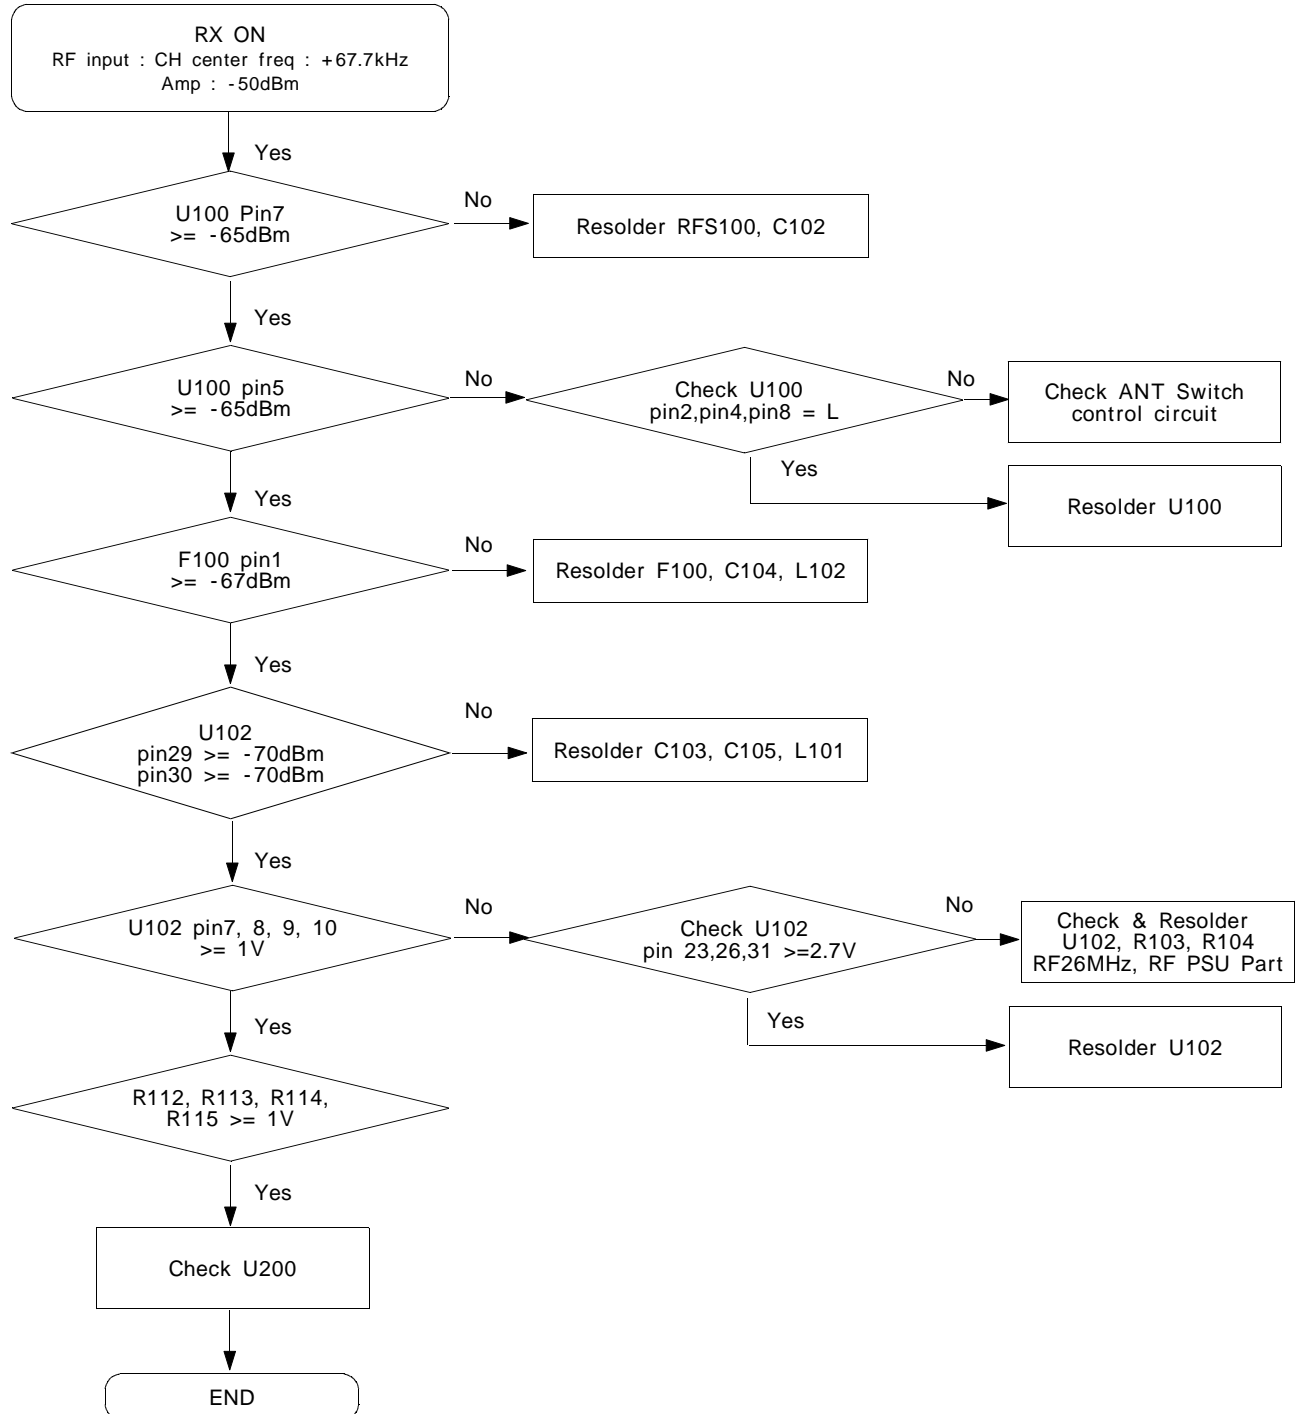 RX ON
RF input : CH center freq : +67.7kHz
Amp : -50dBm
Yes
U100 Pin7
>= -65dBm
No
Resolder RFS100, C102
Yes
U100 pin5
>= -65dBm
No
Check U100
pin2,pin4,pin8 = L
No
Check ANT Switch
control circuit
Yes
Resolder U100
Yes
F100 pin1
>= -67dBm
No
Resolder F100, C104, L102
Yes
U102
pin29 >= -70dBm
pin30 >= -70dBm
No
Resolder C103, C105, L101
Yes
U102 pin7, 8, 9, 10
>= 1V
No
Check U102
pin 23,26,31 >=2.7V
No
Check & Resolder
U102, R103, R104
RF26MHz, RF PSU Part
Yes
Resolder U102
Yes
R112, R113, R114,
R115 >= 1V
Yes
Check U200
END